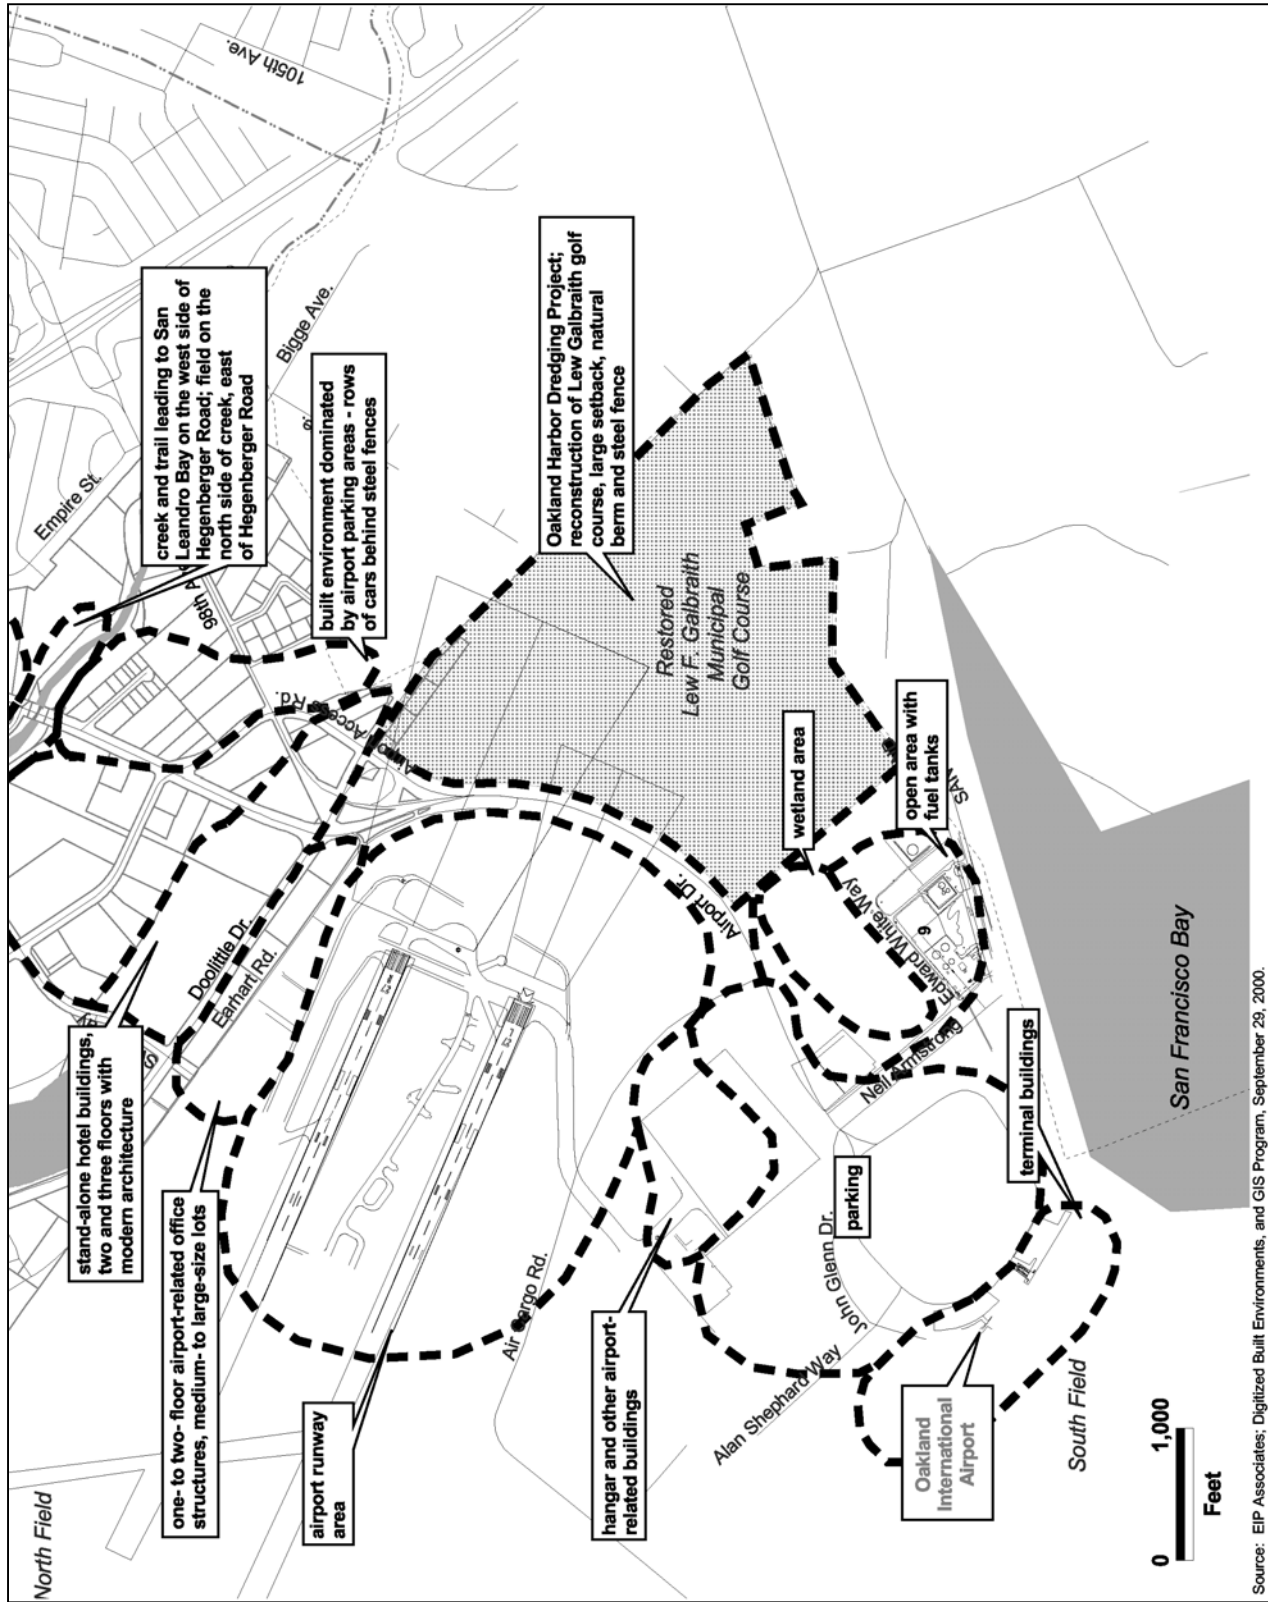 North Field
stand-alone hotel buildings,
two and three floors with
modern architecture
one- to two- floor airport-related office
structures, medium- to large-size lots
airport runway
area
creek and trail leading to San
Leandro Bay on the west side of
Hegenberger Road; field on the
north side of creek, east
of Hegenberger Road
built environment dominated
by airport parking areas - rows
of cars behind steel fences
Oakland Harbor Dredging Project;
reconstruction of Lew Galbraith golf
course, large setback, natural
berm and steel fence
105th Ave.
Empire St.
Bigge Ave.
98th Av
Access Rd.
Doolittle Dr.
Earhart Rd.
Airport Dr.
Air Cargo Rd.
Restored
Lew F. Galbraith
Municipal
Golf Course
wetland area
open area with
fuel tanks
Edward White Way
9
SAN
Neil Armstrong
hangar and other airport-
related buildings
parking
John Glenn Dr.
Alan Shephard Way
terminal buildings
Oakland
International
Airport
South Field
San Francisco Bay
0 1,000
Feet
Source: EIP Associates; Digitized Built Environments, and GIS Program, September 29, 2000.